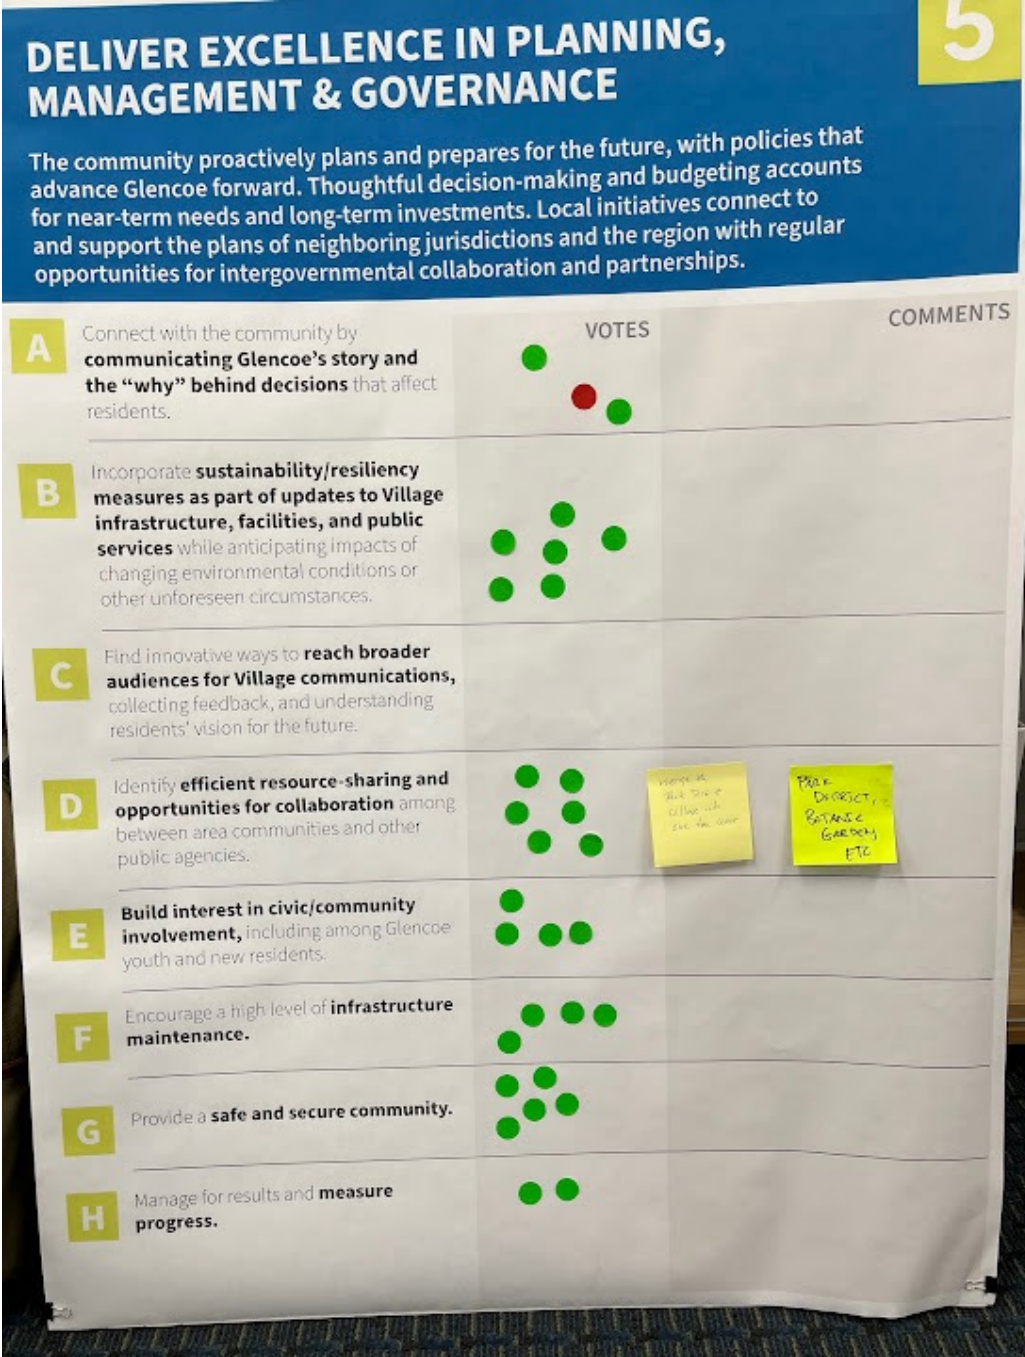 5
DELIVER EXCELLENCE IN PLANNING,
MANAGEMENT & GOVERNANCE
The community proactively plans and prepares for the future, with policies that
advance Glencoe forward. Thoughtful decision-making and budgeting accounts
for near-term needs and long-term investments. Local initiatives connect to
and support the plans of neighboring jurisdictions and the region with regular
opportunities for intergovernmental collaboration and partnerships.
VOTES
COMMENTS
A
Connect with the community by
communicating Glencoe's story and
the "why" behind decisions that affect
residents.
B
Incorporate sustainability/resiliency
measures as part of updates to Village
infrastructure, facilities, and public
services while anticipating impacts of
changing environmental conditions or
other unforeseen circumstances.
C
Find innovative ways to reach broader
audiences for Village communications,
collecting feedback, and understanding
residents' vision for the future.
D
Identify efficient resource-sharing and
opportunities for collaboration among
between area communities and other
public agencies.
PARK
DISTRICT,
BOTANIC
GARDEN,
ETC
E
Build interest in civic/community
involvement, including among Glencoe
youth and new residents.
F
Encourage a high level of infrastructure
maintenance.
G
Provide a safe and secure community.
H
Manage for results and measure
progress.